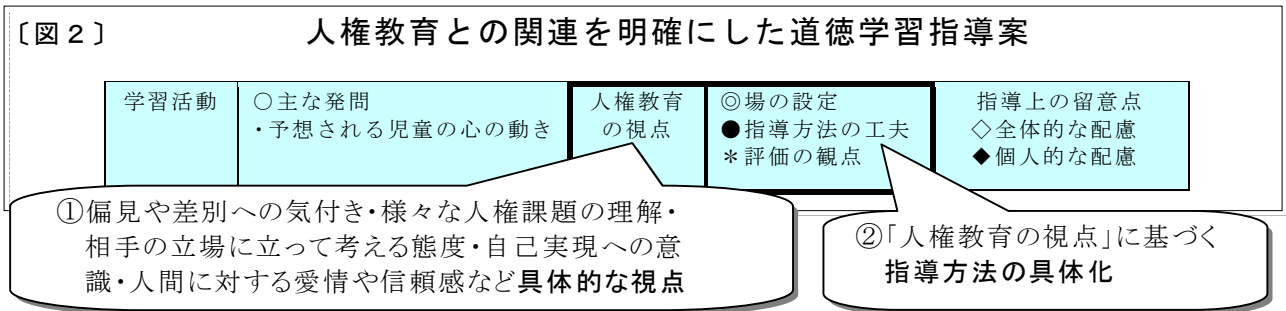 〔図2〕 人権教育との関連を明確にした道徳学習指導案
学習活動
○主な発問
・予想される児童の心の動き
人権教育
の視点
◎場の設定
●指導方法の工夫
＊評価の観点
指導上の留意点
◇全体的な配慮
◆個人的な配慮
①偏見や差別への気付き・様々な人権課題の理解・
相手の立場に立って考える態度・自己実現への意
識・人間に対する愛情や信頼感など具体的な視点
②「人権教育の視点」に基づく
指導方法の具体化